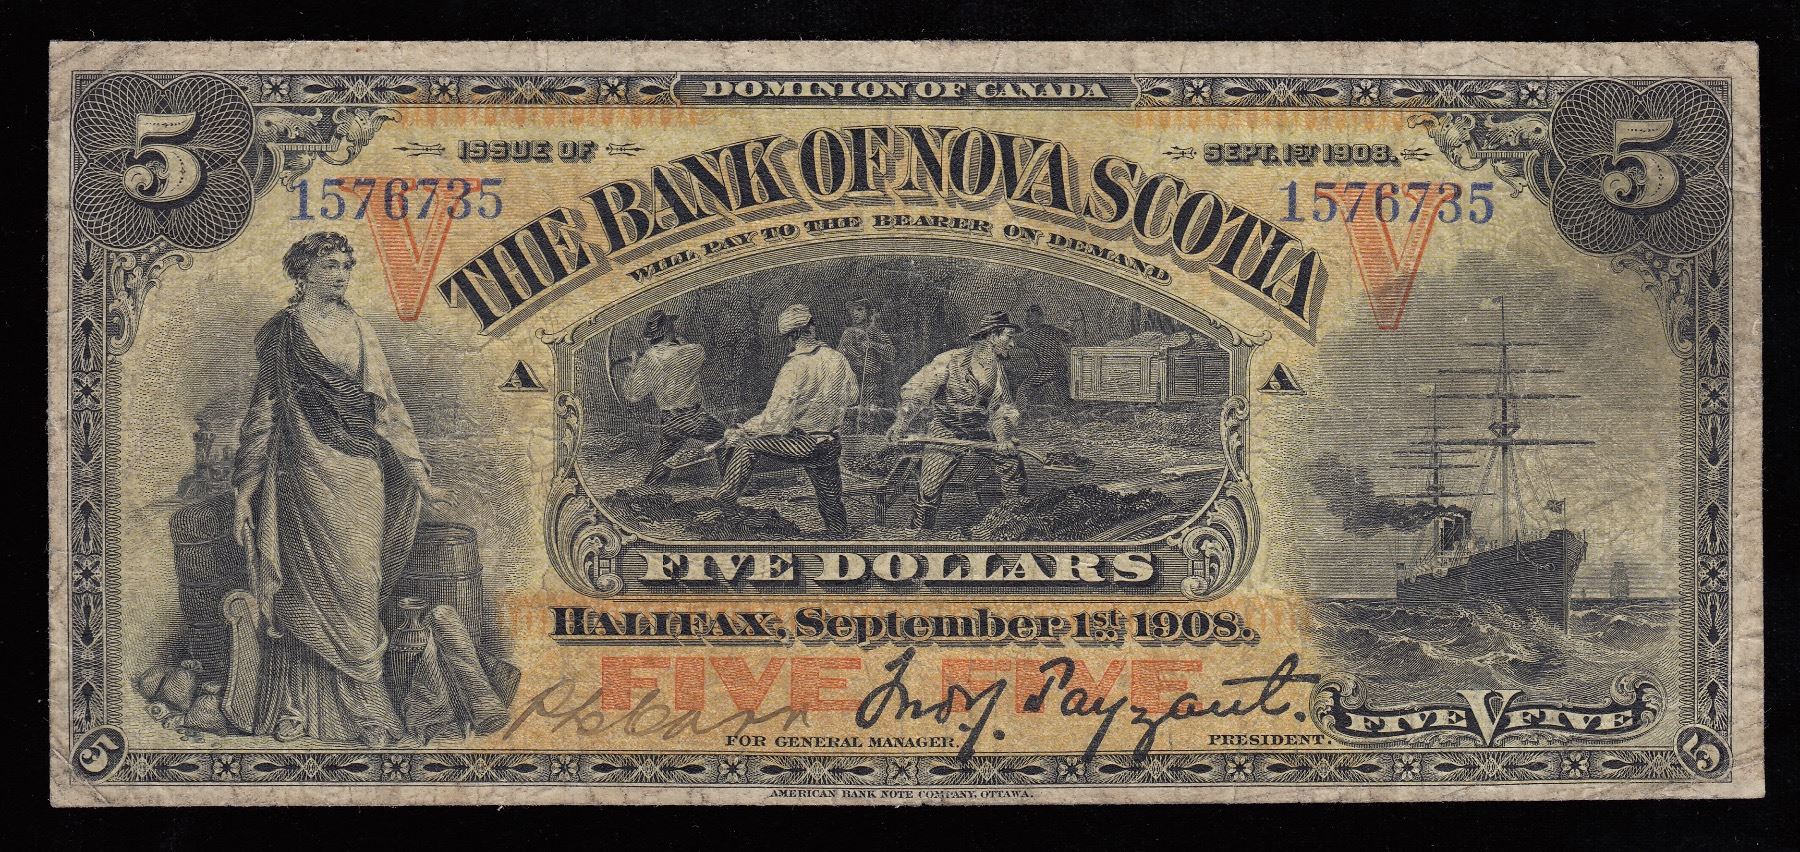 DOMINION OF CANADA
5 5
ISSUE OF SEPT. 1ST 1908.
1576735 1576735
V V
THE BANK OF NOVA SCOTIA
WILL PAY TO THE BEARER ON DEMAND
A A
FIVE DOLLARS
HALIFAX, September 1st 1908.
FIVE FIVE
Jno. Y. Payzant.
FOR GENERAL MANAGER. PRESIDENT.
FIVE V FIVE
5 5
AMERICAN BANK NOTE COMPANY, OTTAWA.